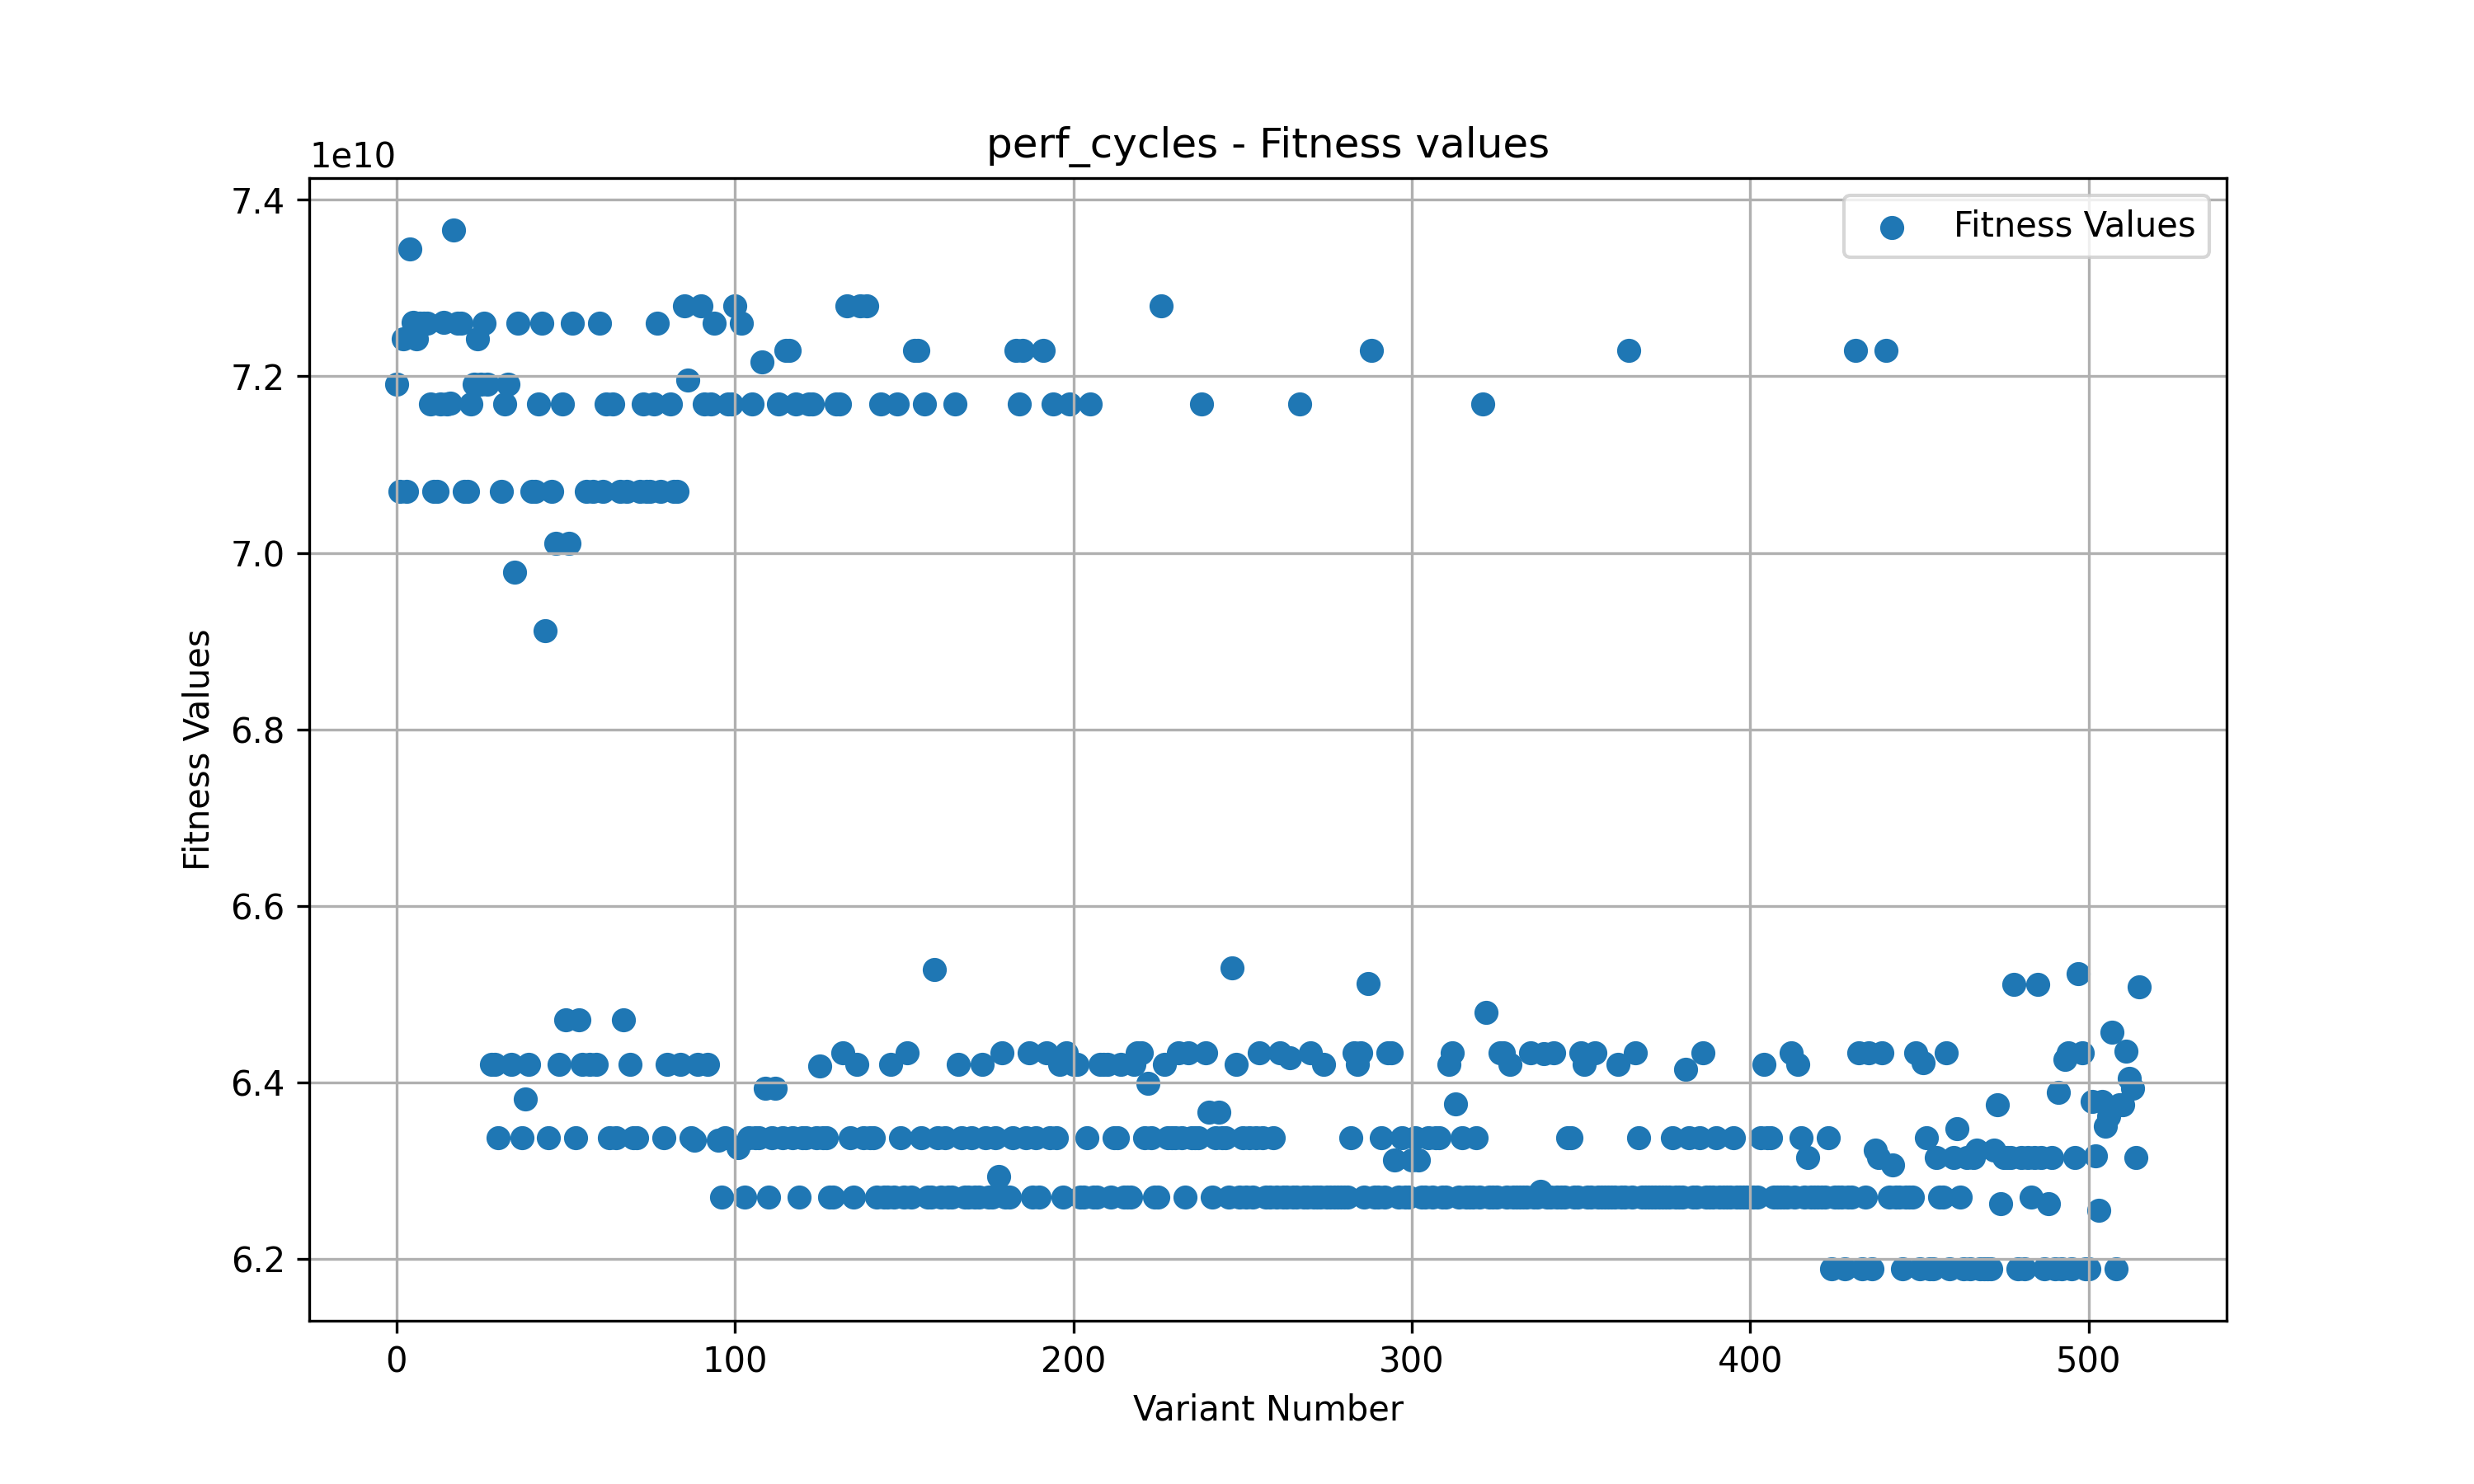 perf_cycles - Fitness values
1e10
Fitness Values
7.4
7.2
7.0
6.8
6.6
6.4
6.2
Fitness Values
0 100 200 300 400 500
Variant Number